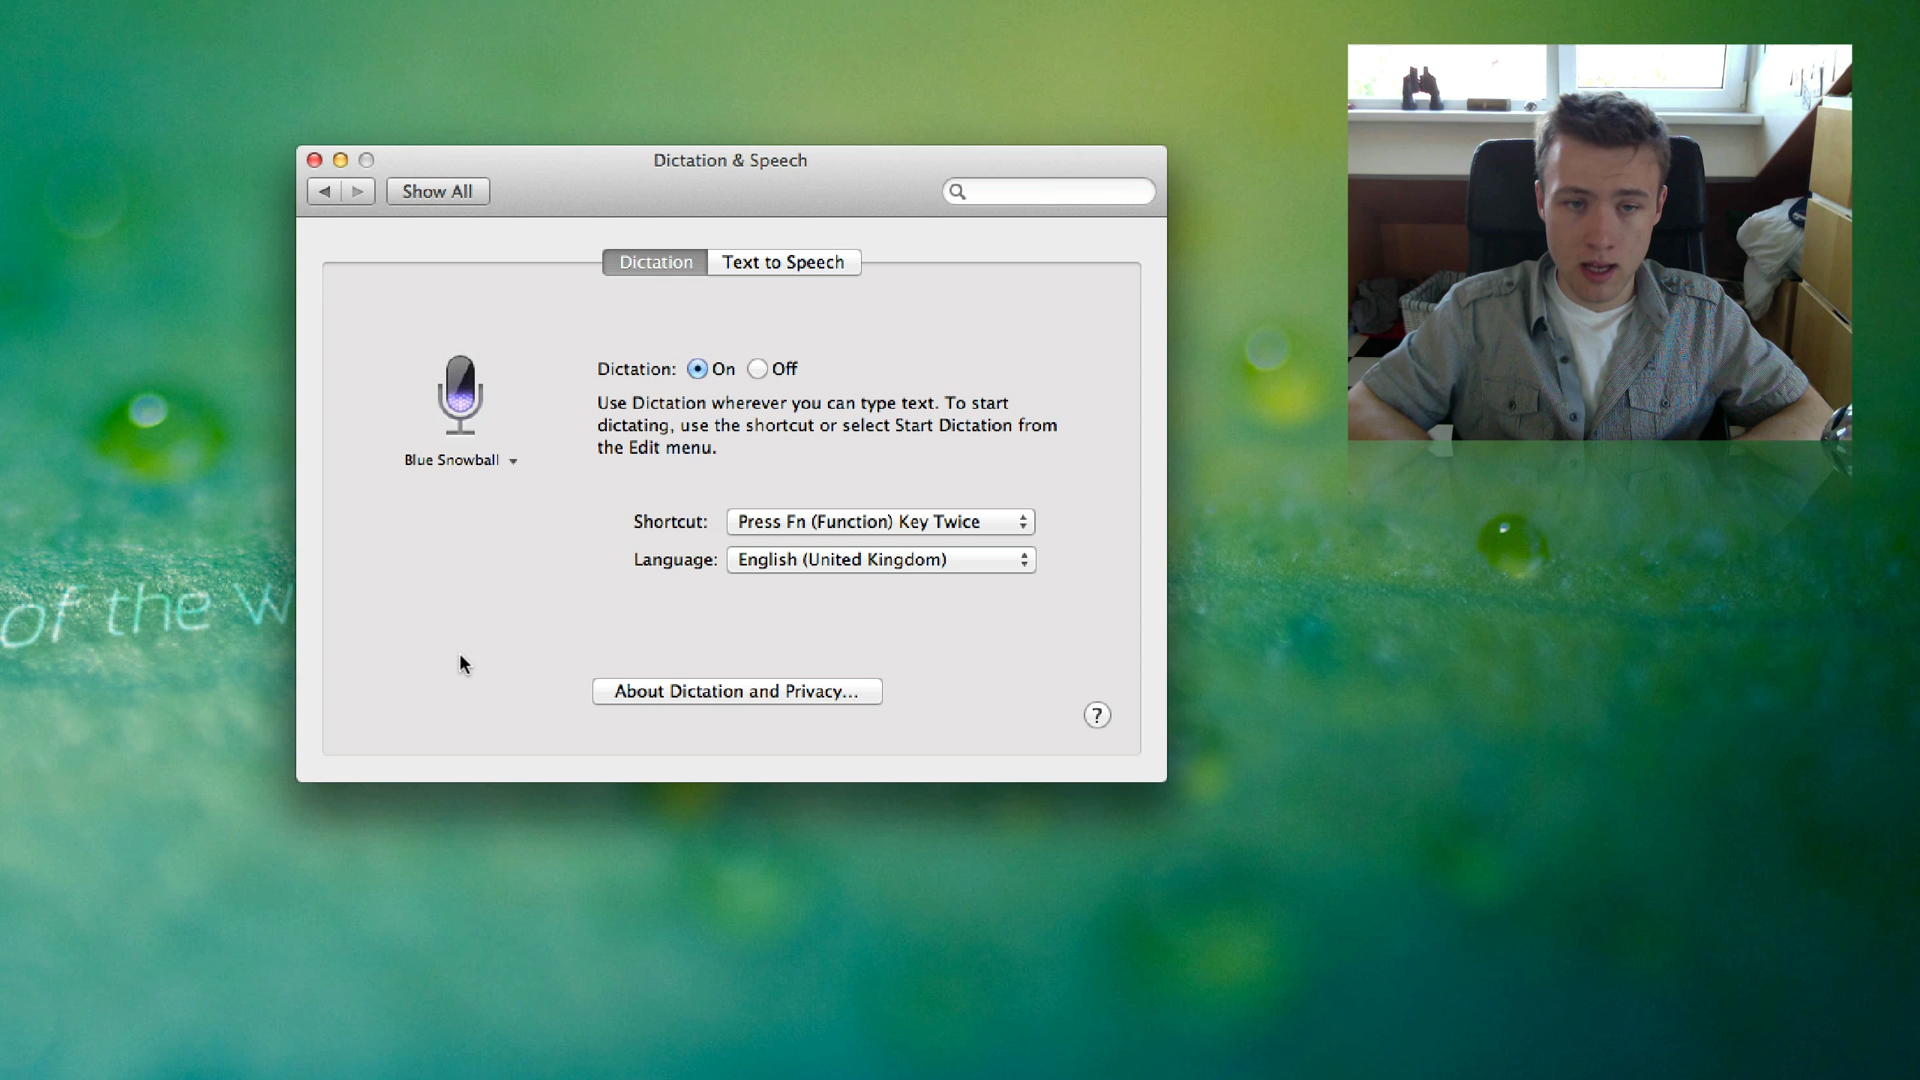 Dictation & Speech
Show All
Dictation
Text to Speech
Dictation: On Off
Use Dictation wherever you can type text. To start
dictating, use the shortcut or select Start Dictation from
the Edit menu.
Blue Snowball
Shortcut: Press Fn (Function) Key Twice
Language: English (United Kingdom)
of the W
About Dictation and Privacy...
?